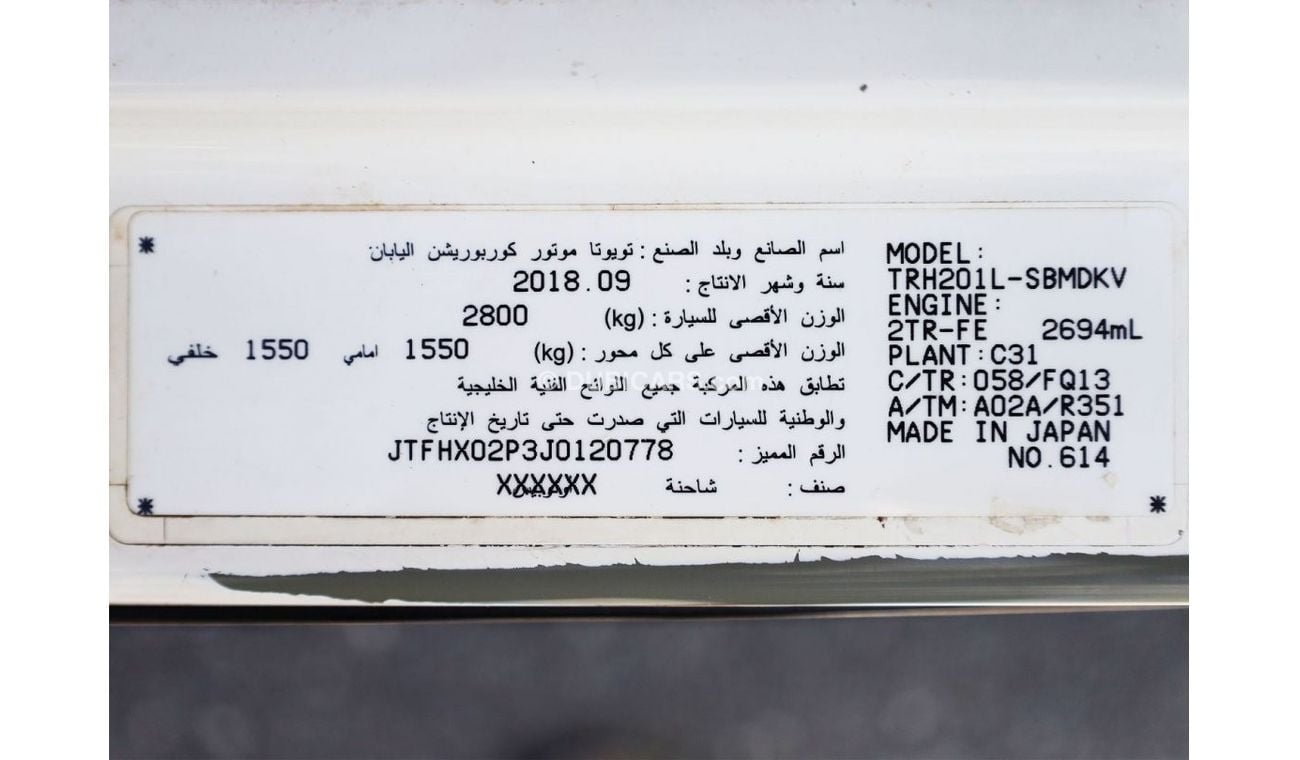 اسم الصانع وبلد الصنع : تويوتا موتور كوربوريشن اليابان
سنة وشهر الانتاج : 2018.09
الوزن الأقصى للسيارة : (kg) 2800
الوزن الأقصى على كل محور : (kg) 1550 امامي 1550 خلفي
تطابق هذه المركبة جميع اللوائح الفنية الخليجية
والوطنية للسيارات التي صدرت حتى تاريخ الإنتاج
الرقم المميز : JTFHX02P3J0120778
صنف : شاحنة XXXXXX
MODEL:
TRH201L-SBMDKV
ENGINE:
2TR-FE 2694mL
PLANT:C31
C/TR:058/FQ13
A/TM:A02A/R351
MADE IN JAPAN
NO.614
© DUBICARS.com